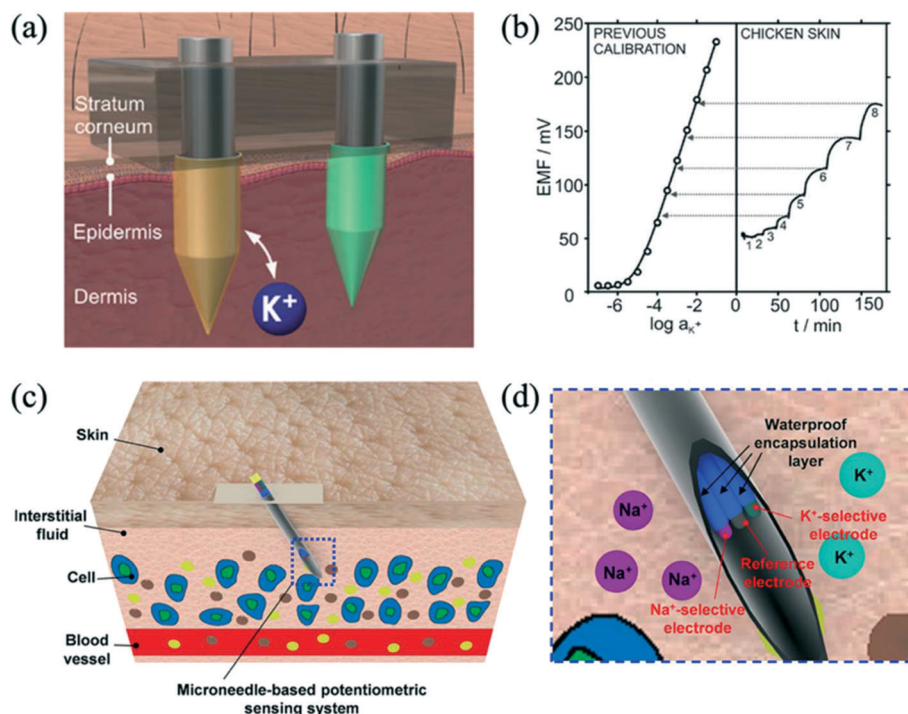 (a)
Stratum
corneum
Epidermis
Dermis
K⁺
(b)
PREVIOUS
CALIBRATION
CHICKEN SKIN
EMF / mV
250
200
150
100
50
0
-6
-4
-2
log aₖ⁺
0
50
100
150
t / min
1
2
3
4
5
6
7
8
(c)
Skin
Interstitial
fluid
Cell
Blood
vessel
Microneedle-based potentiometric
sensing system
(d)
Waterproof
encapsulation
layer
K⁺
Na⁺
K⁺-selective
electrode
K⁺
Reference
electrode
Na⁺
Na⁺
Na⁺-selective
electrode